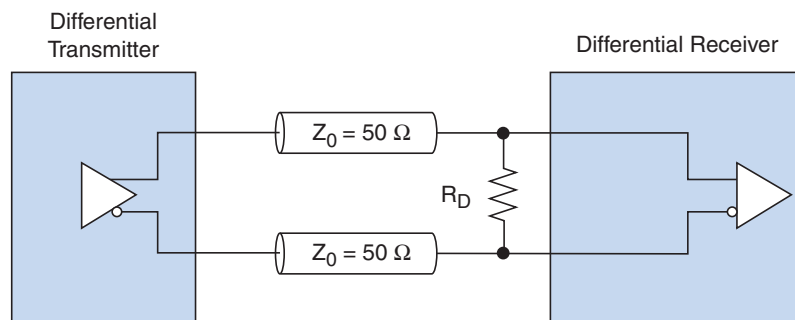 Differential
Transmitter
Differential Receiver
Z0 = 50 Ω
RD
Z0 = 50 Ω